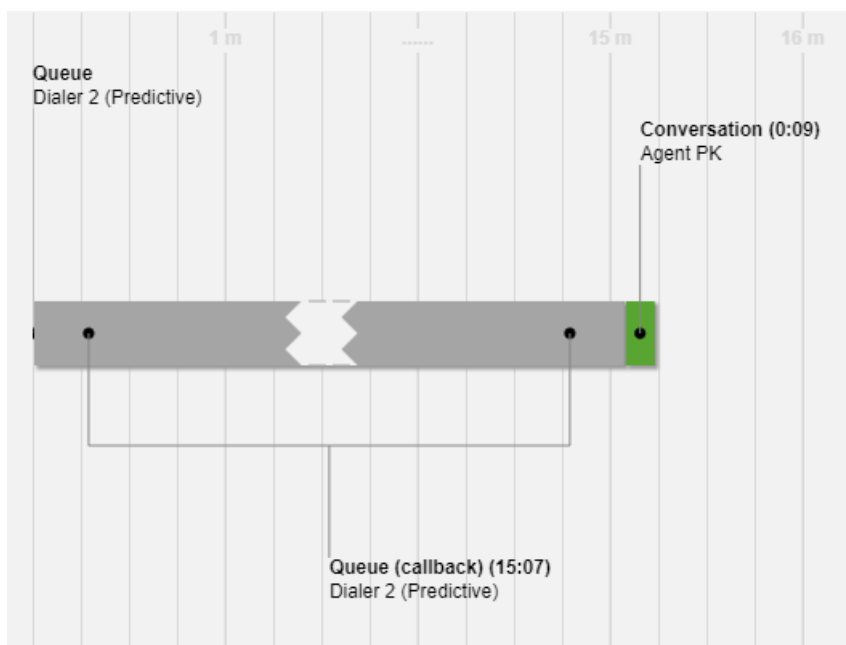 1 m
......
15 m
16 m
Queue
Dialer 2 (Predictive)
Conversation (0:09)
Agent PK
Queue (callback) (15:07)
Dialer 2 (Predictive)